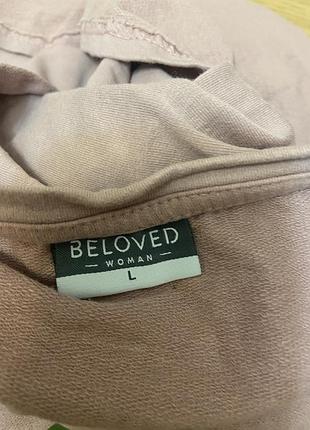 BELOVED
— WOMAN —
L